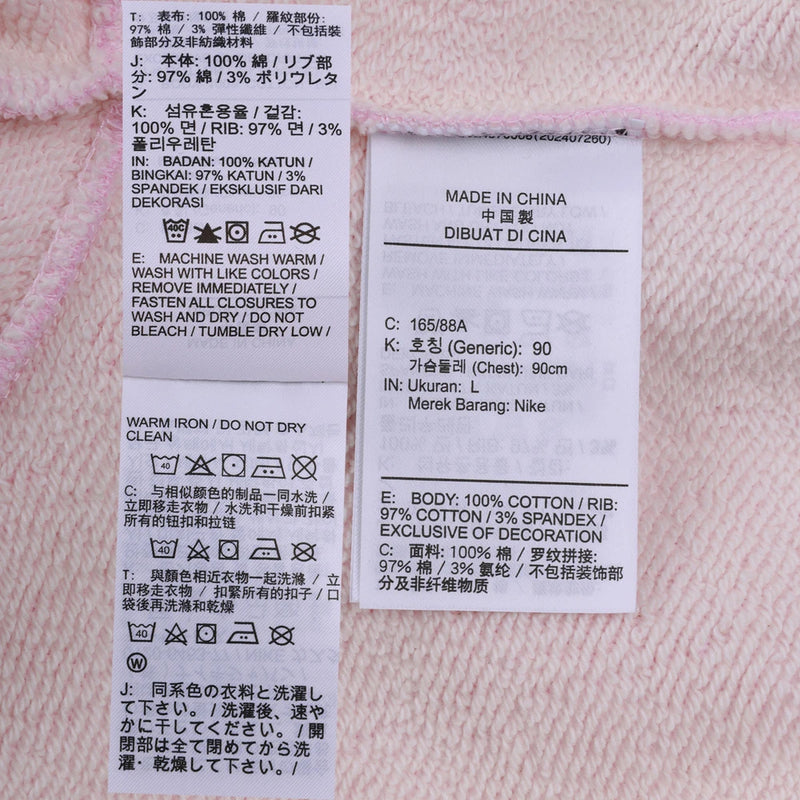 T: 表布: 100% 棉 / 羅紋部份:
97% 棉 / 3% 彈性纖維 / 不包括裝
飾部分及非紡織材料
J: 本体: 100% 綿 / リブ部
分: 97% 綿 / 3% ポリウレタ
ン
K: 섬유혼용율 / 겉감:
100% 면 / RIB: 97% 면 / 3%
폴리우레탄
IN: BADAN: 100% KATUN /
BINGKAI: 97% KATUN / 3%
SPANDEK / EKSKLUSIF DARI
DEKORASI
40C
E: MACHINE WASH WARM /
WASH WITH LIKE COLORS /
REMOVE IMMEDIATELY /
FASTEN ALL CLOSURES TO
WASH AND DRY / DO NOT
BLEACH / TUMBLE DRY LOW /
WARM IRON / DO NOT DRY
CLEAN
40
C: 与相似颜色的制品一同水洗 /
立即移走衣物 / 水洗和干燥前扣紧
所有的钮扣和拉链
40
T: 與顏色相近衣物一起洗滌 / 立
即移走衣物 / 扣緊所有的扣子 / 口
袋後再洗滌和乾燥
40
W
J: 同系色の衣料と洗濯し
て下さい。/ 洗濯後、速や
かに干してください。/ 開
閉部は全て閉めてから洗
濯・乾燥して下さい。/
(202407260)
MADE IN CHINA
中国製
DIBUAT DI CINA
C: 165/88A
K: 호칭 (Generic): 90
가슴둘레 (Chest): 90cm
IN: Ukuran: L
Merek Barang: Nike
E: BODY: 100% COTTON / RIB:
97% COTTON / 3% SPANDEX /
EXCLUSIVE OF DECORATION
C: 面料: 100% 棉 / 罗纹拼接:
97% 棉 / 3% 氨纶 / 不包括装饰部
分及非纤维物质